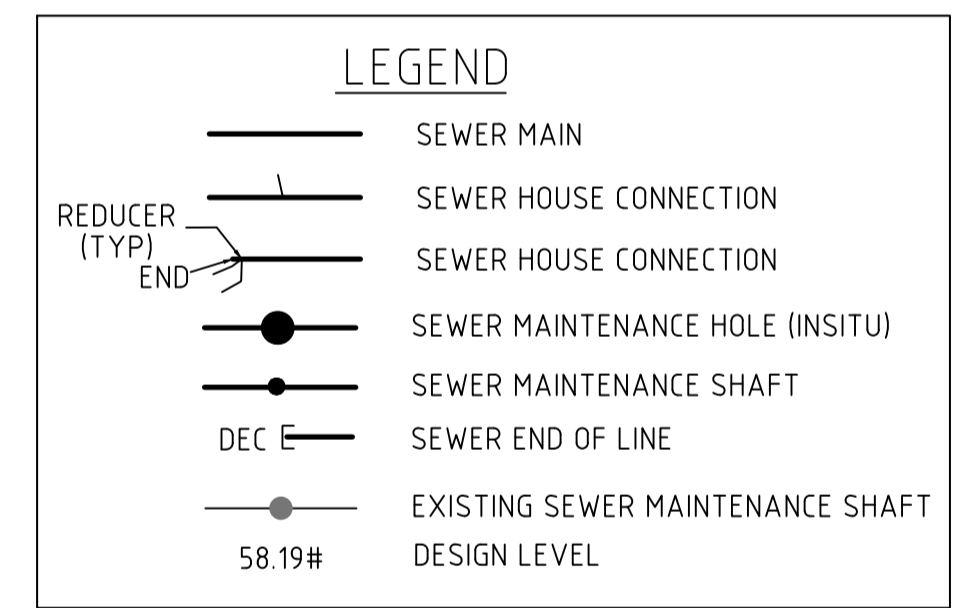 LEGEND
SEWER MAIN
SEWER HOUSE CONNECTION
REDUCER
(TYP)
END
SEWER HOUSE CONNECTION
SEWER MAINTENANCE HOLE (INSITU)
SEWER MAINTENANCE SHAFT
DEC E SEWER END OF LINE
EXISTING SEWER MAINTENANCE SHAFT
58.19# DESIGN LEVEL